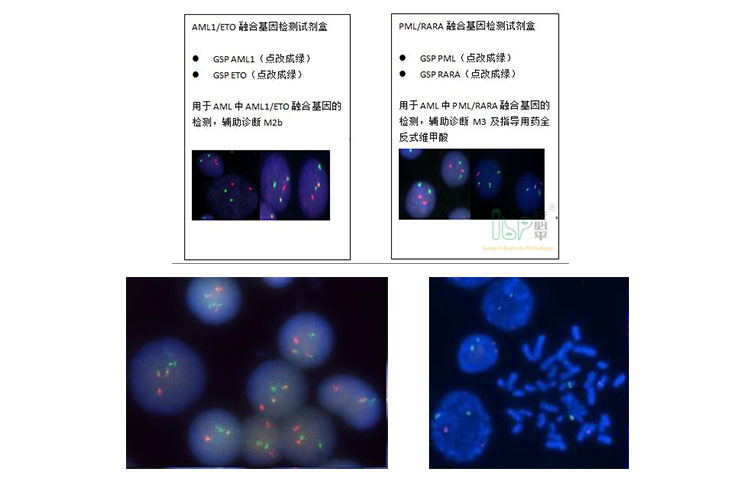 AML1/ETO 融合基因检测试剂盒
● GSP AML1（点改成绿）
● GSP ETO（点改成绿）
用于 AML 中 AML1/ETO 融合基因的
检测，辅助诊断 M2b
PML/RARA 融合基因检测试剂盒
● GSP PML（点改成绿）
● GSP RARA（点改成绿）
用于 AML 中 PML/RARA 融合基因的
检测，辅助诊断 M3 及指导用药全
反式维甲酸
®
Global Biotech Pathology